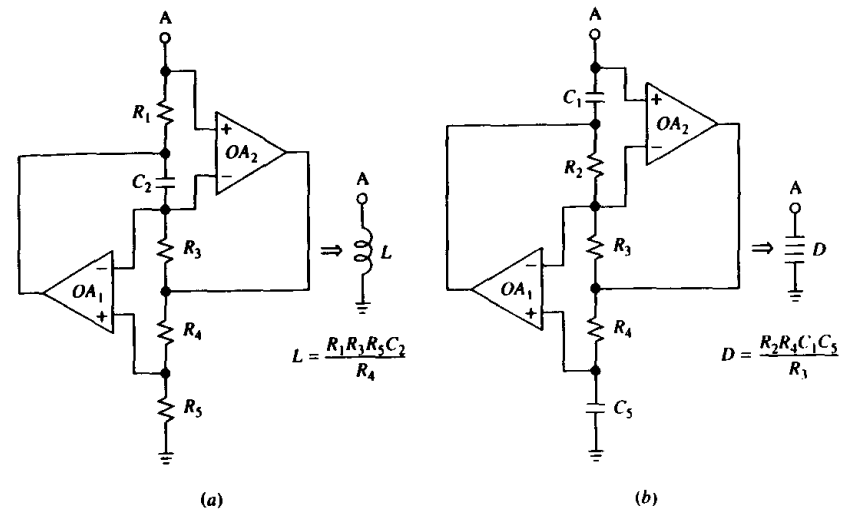 A
R1
+
OA2
−
C2
A
R3
⇒
L
−
OA1
+
R4
L = R1R3R5C2 / R4
R5
(a)
A
C1
+
OA2
−
R2
A
R3
⇒
D
−
OA1
+
R4
D = R2R4C1C5 / R3
C5
(b)